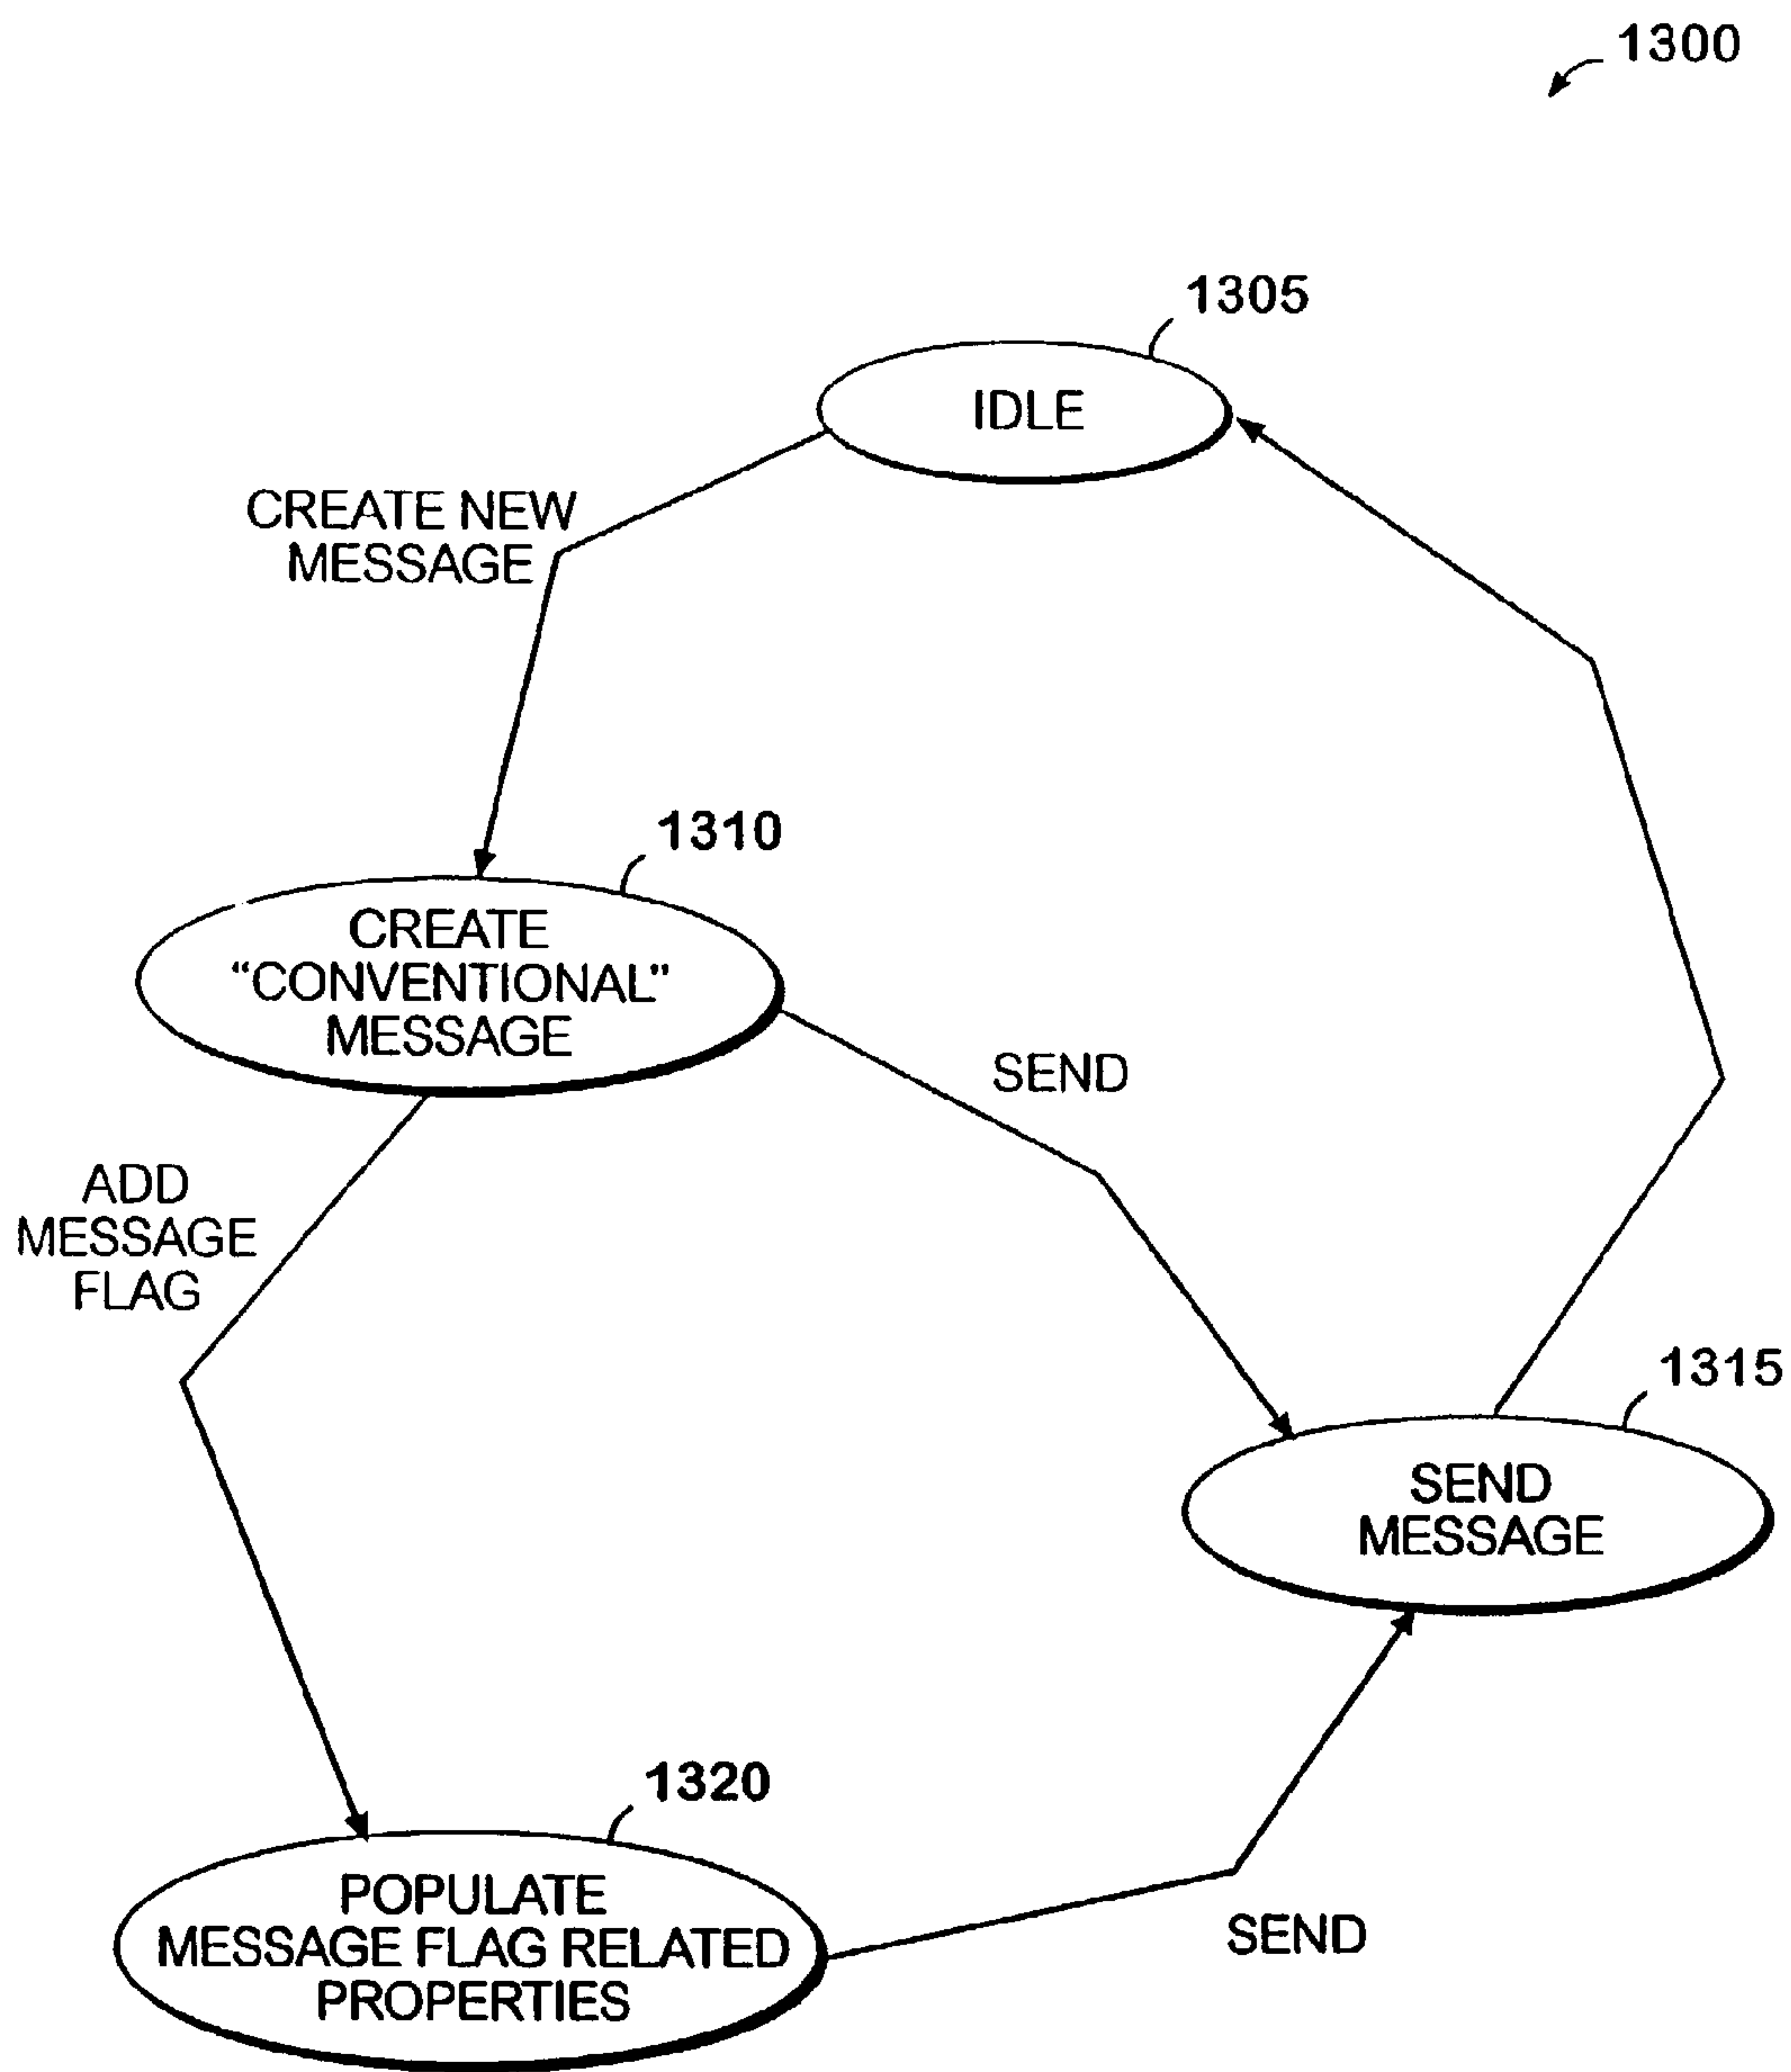 1300
1305
IDLE
CREATE NEW
MESSAGE
1310
CREATE
“CONVENTIONAL”
MESSAGE
SEND
ADD
MESSAGE
FLAG
1315
SEND
MESSAGE
1320
POPULATE
MESSAGE FLAG RELATED
PROPERTIES
SEND